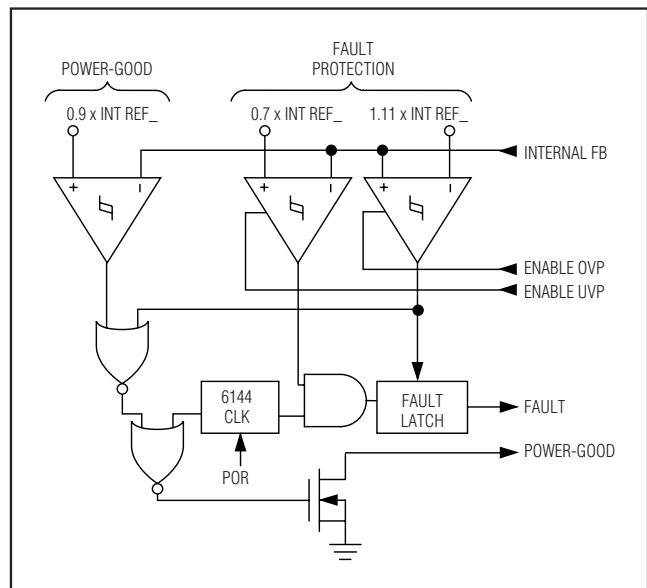 POWER-GOOD
FAULT
PROTECTION
0.9 x INT REF_
0.7 x INT REF_
1.11 x INT REF_
INTERNAL FB
+
−
+
−
+
−
ENABLE OVP
ENABLE UVP
6144
CLK
FAULT
LATCH
FAULT
POWER-GOOD
POR